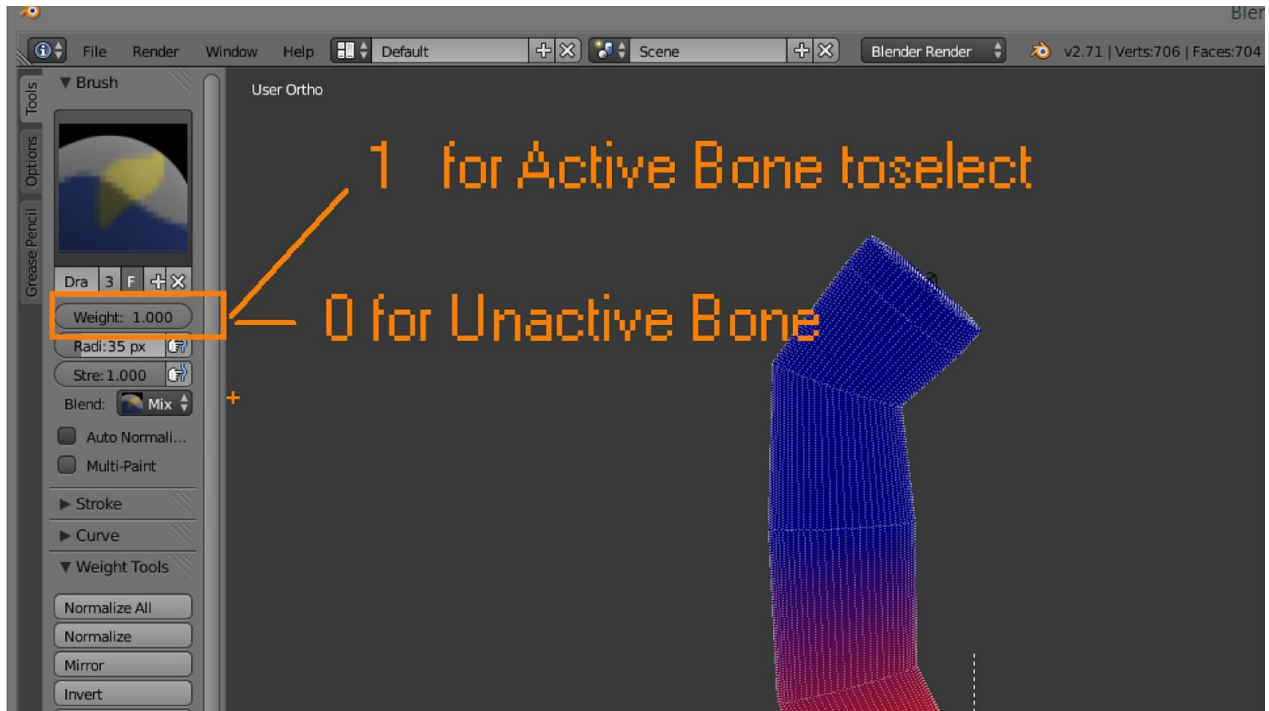 Bler
File Render Window Help Default Scene Blender Render v2.71 | Verts:706 | Faces:704
Tools
Options
Grease Pencil
Brush
User Ortho
1 for Active Bone toselect
Dra 3 F
Weight: 1.000
0 for Unactive Bone
Radi:35 px
Stre: 1.000
Blend: Mix
Auto Normali...
Multi-Paint
Stroke
Curve
Weight Tools
Normalize All
Normalize
Mirror
Invert